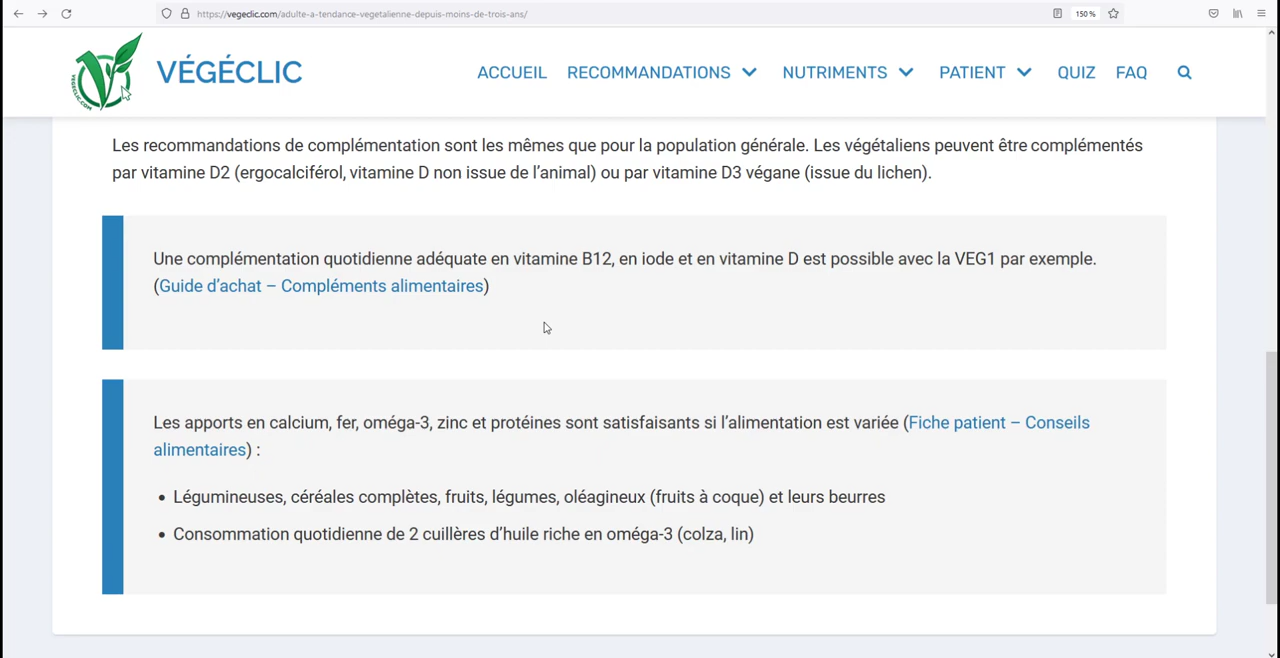 https://vegeclic.com/adulte-a-tendance-vegetalienne-depuis-moins-de-trois-ans/
150 %
VEGECLIC.COM
VÉGÉCLIC
ACCUEIL RECOMMANDATIONS NUTRIMENTS PATIENT QUIZ FAQ
Les recommandations de complémentation sont les mêmes que pour la population générale. Les végétaliens peuvent être complémentés
par vitamine D2 (ergocalciférol, vitamine D non issue de l’animal) ou par vitamine D3 végane (issue du lichen).
Une complémentation quotidienne adéquate en vitamine B12, en iode et en vitamine D est possible avec la VEG1 par exemple.
(Guide d’achat – Compléments alimentaires)
Les apports en calcium, fer, oméga-3, zinc et protéines sont satisfaisants si l’alimentation est variée (Fiche patient – Conseils
alimentaires) :
• Légumineuses, céréales complètes, fruits, légumes, oléagineux (fruits à coque) et leurs beurres
• Consommation quotidienne de 2 cuillères d’huile riche en oméga-3 (colza, lin)